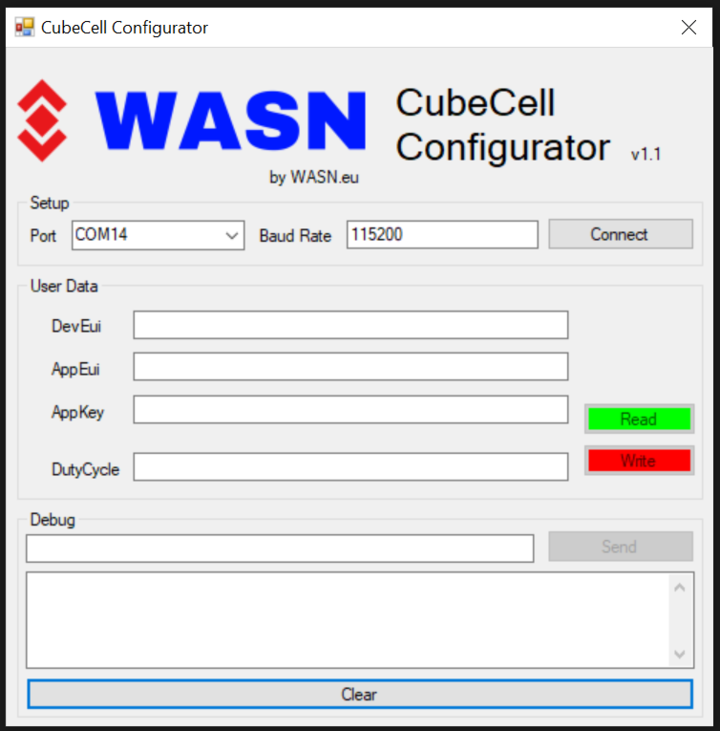 CubeCell Configurator
WASN
by WASN.eu
CubeCell
Configurator v1.1
Setup
Port COM14 Baud Rate 115200 Connect
User Data
DevEui
AppEui
AppKey
Read
DutyCycle
Write
Debug
Send
Clear